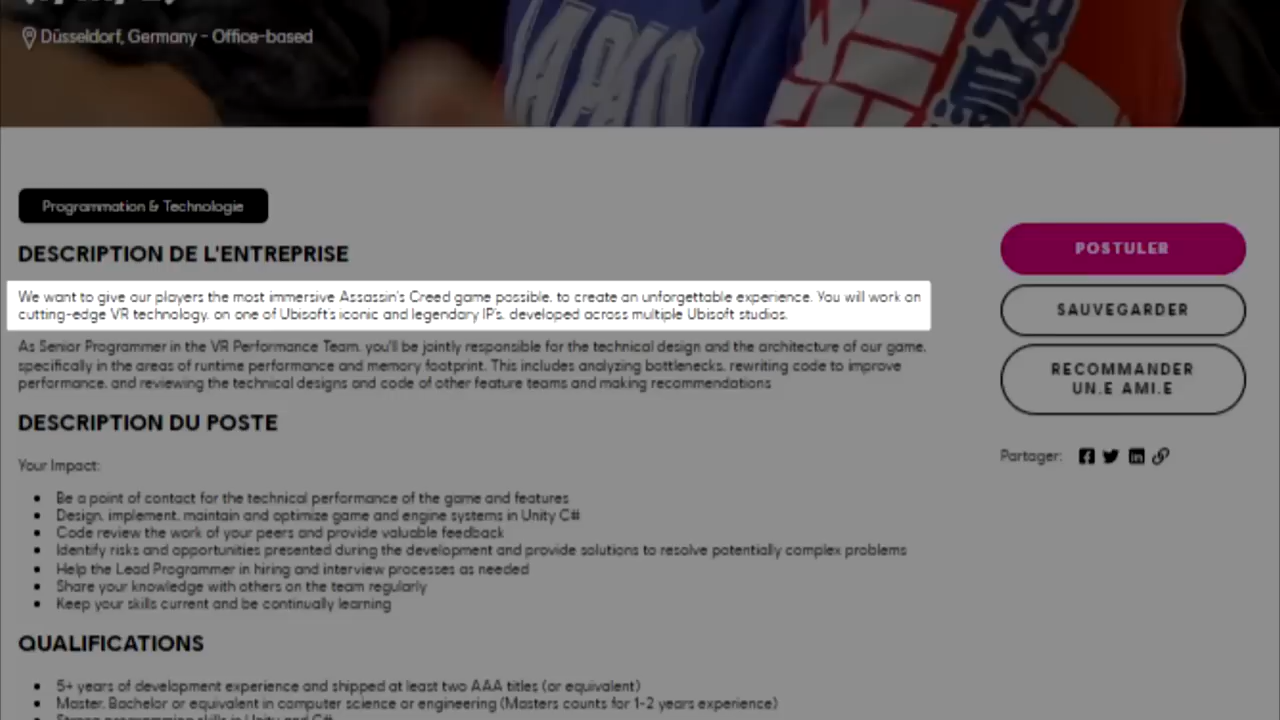 Düsseldorf, Germany - Office-based
Programmation & Technologie
DESCRIPTION DE L'ENTREPRISE
We want to give our players the most immersive Assassin's Creed game possible, to create an unforgettable experience. You will work on
cutting-edge VR technology, on one of Ubisoft's iconic and legendary IP's, developed across multiple Ubisoft studios.
As Senior Programmer in the VR Performance Team, you'll be jointly responsible for the technical design and the architecture of our game,
specifically in the areas of runtime performance and memory footprint. This includes analyzing bottlenecks, rewriting code to improve
performance, and reviewing the technical designs and code of other feature teams and making recommendations
DESCRIPTION DU POSTE
Your Impact:
Be a point of contact for the technical performance of the game and features
Design, implement, maintain and optimize game and engine systems in Unity C#
Code review the work of your peers and provide valuable feedback
Identify risks and opportunities presented during the development and provide solutions to resolve potentially complex problems
Help the Lead Programmer in hiring and interview processes as needed
Share your knowledge with others on the team regularly
Keep your skills current and be continually learning
QUALIFICATIONS
5+ years of development experience and shipped at least two AAA titles (or equivalent)
Master, Bachelor or equivalent in computer science or engineering (Masters counts for 1-2 years experience)
Strong programming skills in Unity and C#
POSTULER
SAUVEGARDER
RECOMMANDER
UN.E AMI.E
Partager: